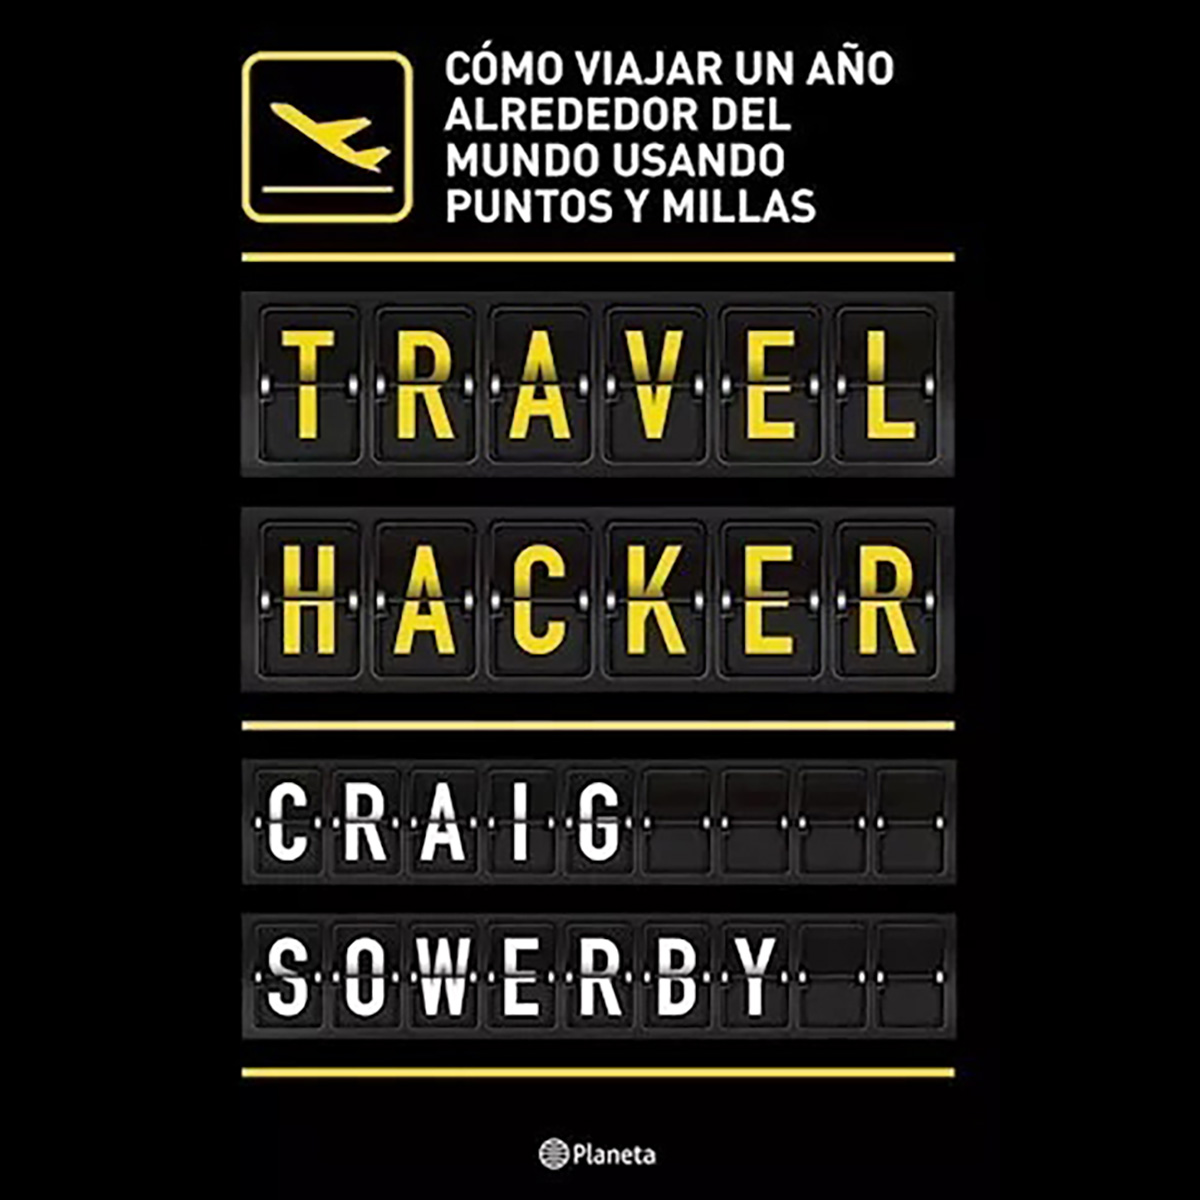 CÓMO VIAJAR UN AÑO
ALREDEDOR DEL
MUNDO USANDO
PUNTOS Y MILLAS
TRAVEL
HACKER
CRAIG
SOWERBY
Planeta